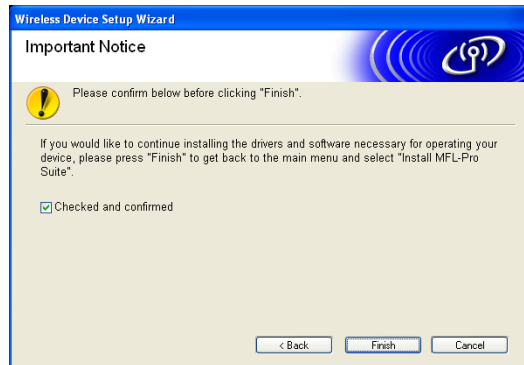 Wireless Device Setup Wizard
Important Notice
Please confirm below before clicking "Finish".
If you would like to continue installing the drivers and software necessary for operating your
device, please press "Finish" to get back to the main menu and select "Install MFL-Pro
Suite".
Checked and confirmed
< Back
Finish
Cancel